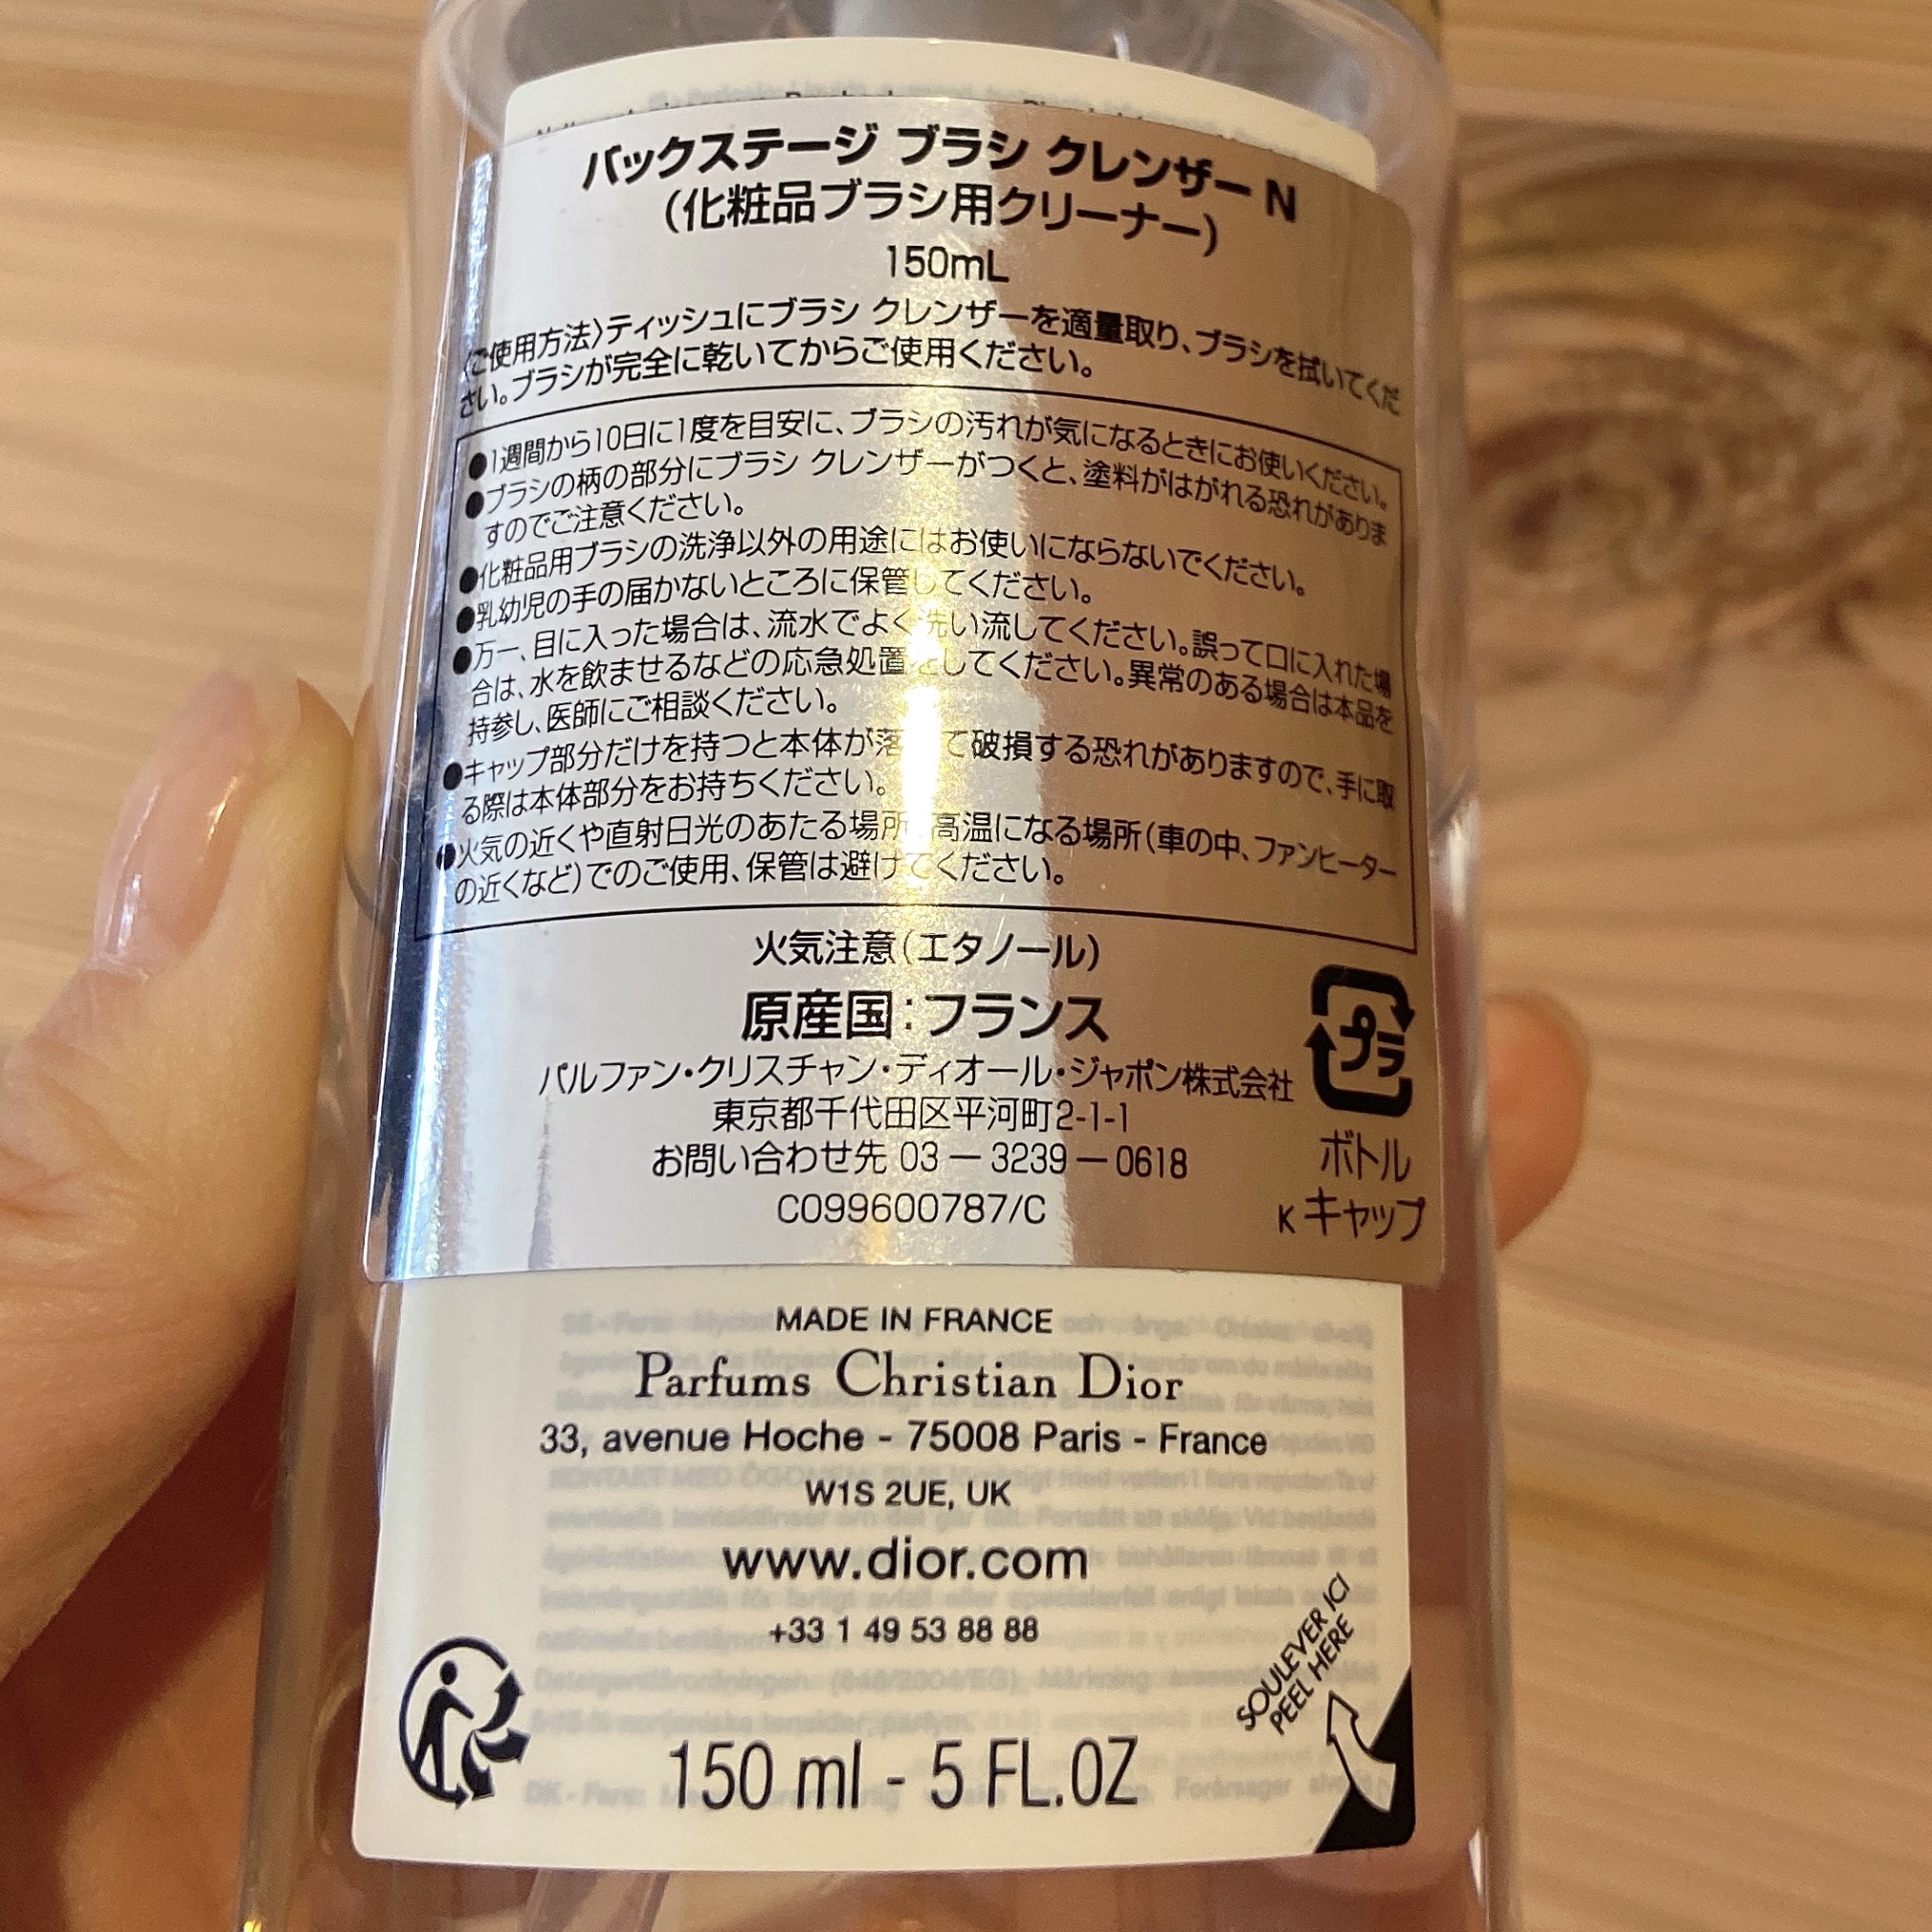 バックステージ ブラシ クレンザー N
(化粧品ブラシ用クリーナー)
150mL
〈ご使用方法〉ティッシュにブラシ クレンザーを適量取り、ブラシを拭いてくだ
さい。ブラシが完全に乾いてからご使用ください。
●1週間から10日に1度を目安に、ブラシの汚れが気になるときにお使いください。
●ブラシの柄の部分にブラシ クレンザーがつくと、塗料がはがれる恐れがありま
すのでご注意ください。
●化粧品用ブラシの洗浄以外の用途にはお使いにならないでください。
●乳幼児の手の届かないところに保管してください。
●万一、目に入った場合は、流水でよく洗い流してください。誤って口に入れた場
合は、水を飲ませるなどの応急処置をしてください。異常のある場合は本品を
持参し、医師にご相談ください。
●キャップ部分だけを持つと本体が落ちて破損する恐れがありますので、手に取
る際は本体部分をお持ちください。
●火気の近くや直射日光のあたる場所、高温になる場所(車の中、ファンヒーター
の近くなど)でのご使用、保管は避けてください。
火気注意(エタノール)
原産国:フランス
パルファン・クリスチャン・ディオール・ジャポン株式会社
東京都千代田区平河町2-1-1
お問い合わせ先 03-3239-0618
C099600787/C
プラ
ボトル
K キャップ
MADE IN FRANCE
Parfums Christian Dior
33, avenue Hoche - 75008 Paris - France
W1S 2UE, UK
www.dior.com
+33 1 49 53 88 88
SOULEVER ICI
PEEL HERE
150 ml - 5 FL.OZ